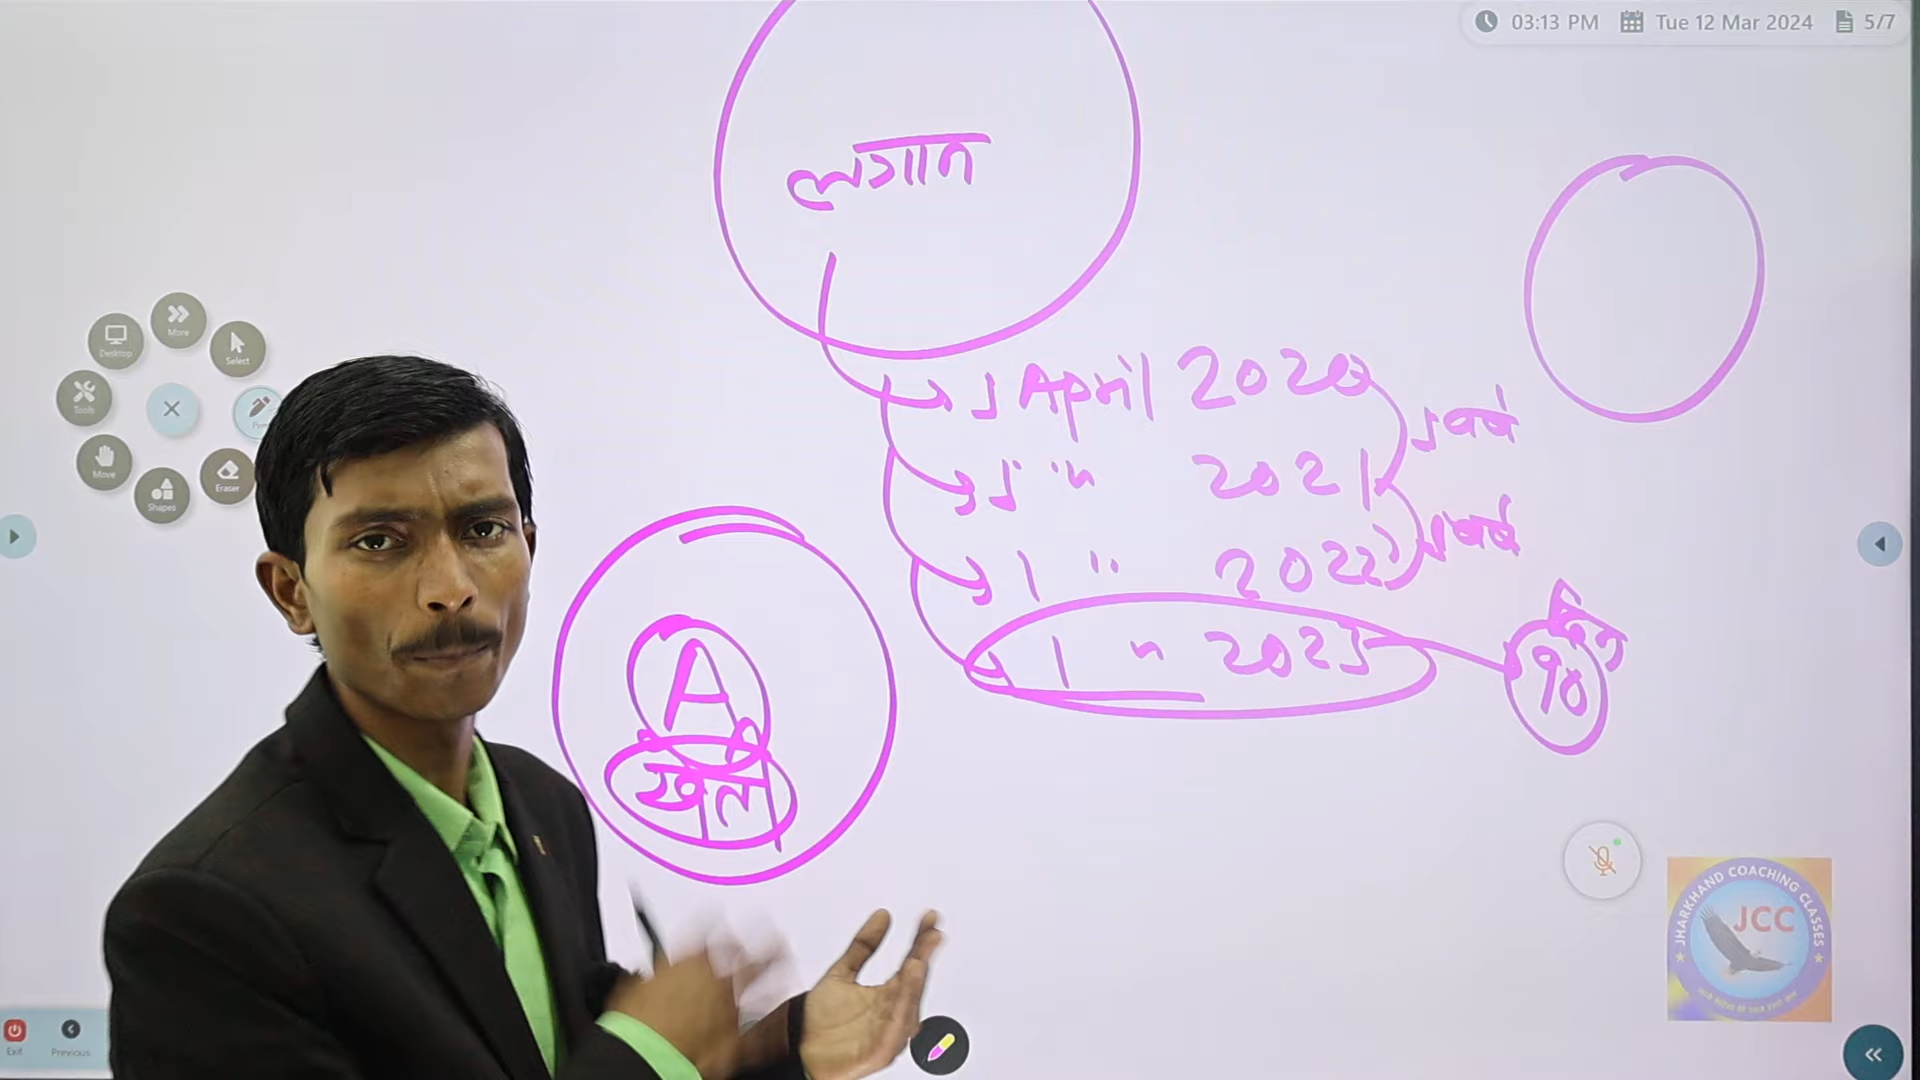 03:13 PM Tue 12 Mar 2024 5/7
लगान
More
Desktop
Select
Tools
Pen
Move
Eraser
Shapes
1 April 2020
1 वर्ष
1 " 2021
1 वर्ष
1 " 2022
1 " 2023
90 दिन
A
JHARKHAND COACHING CLASSES
JCC
Exit
Previous